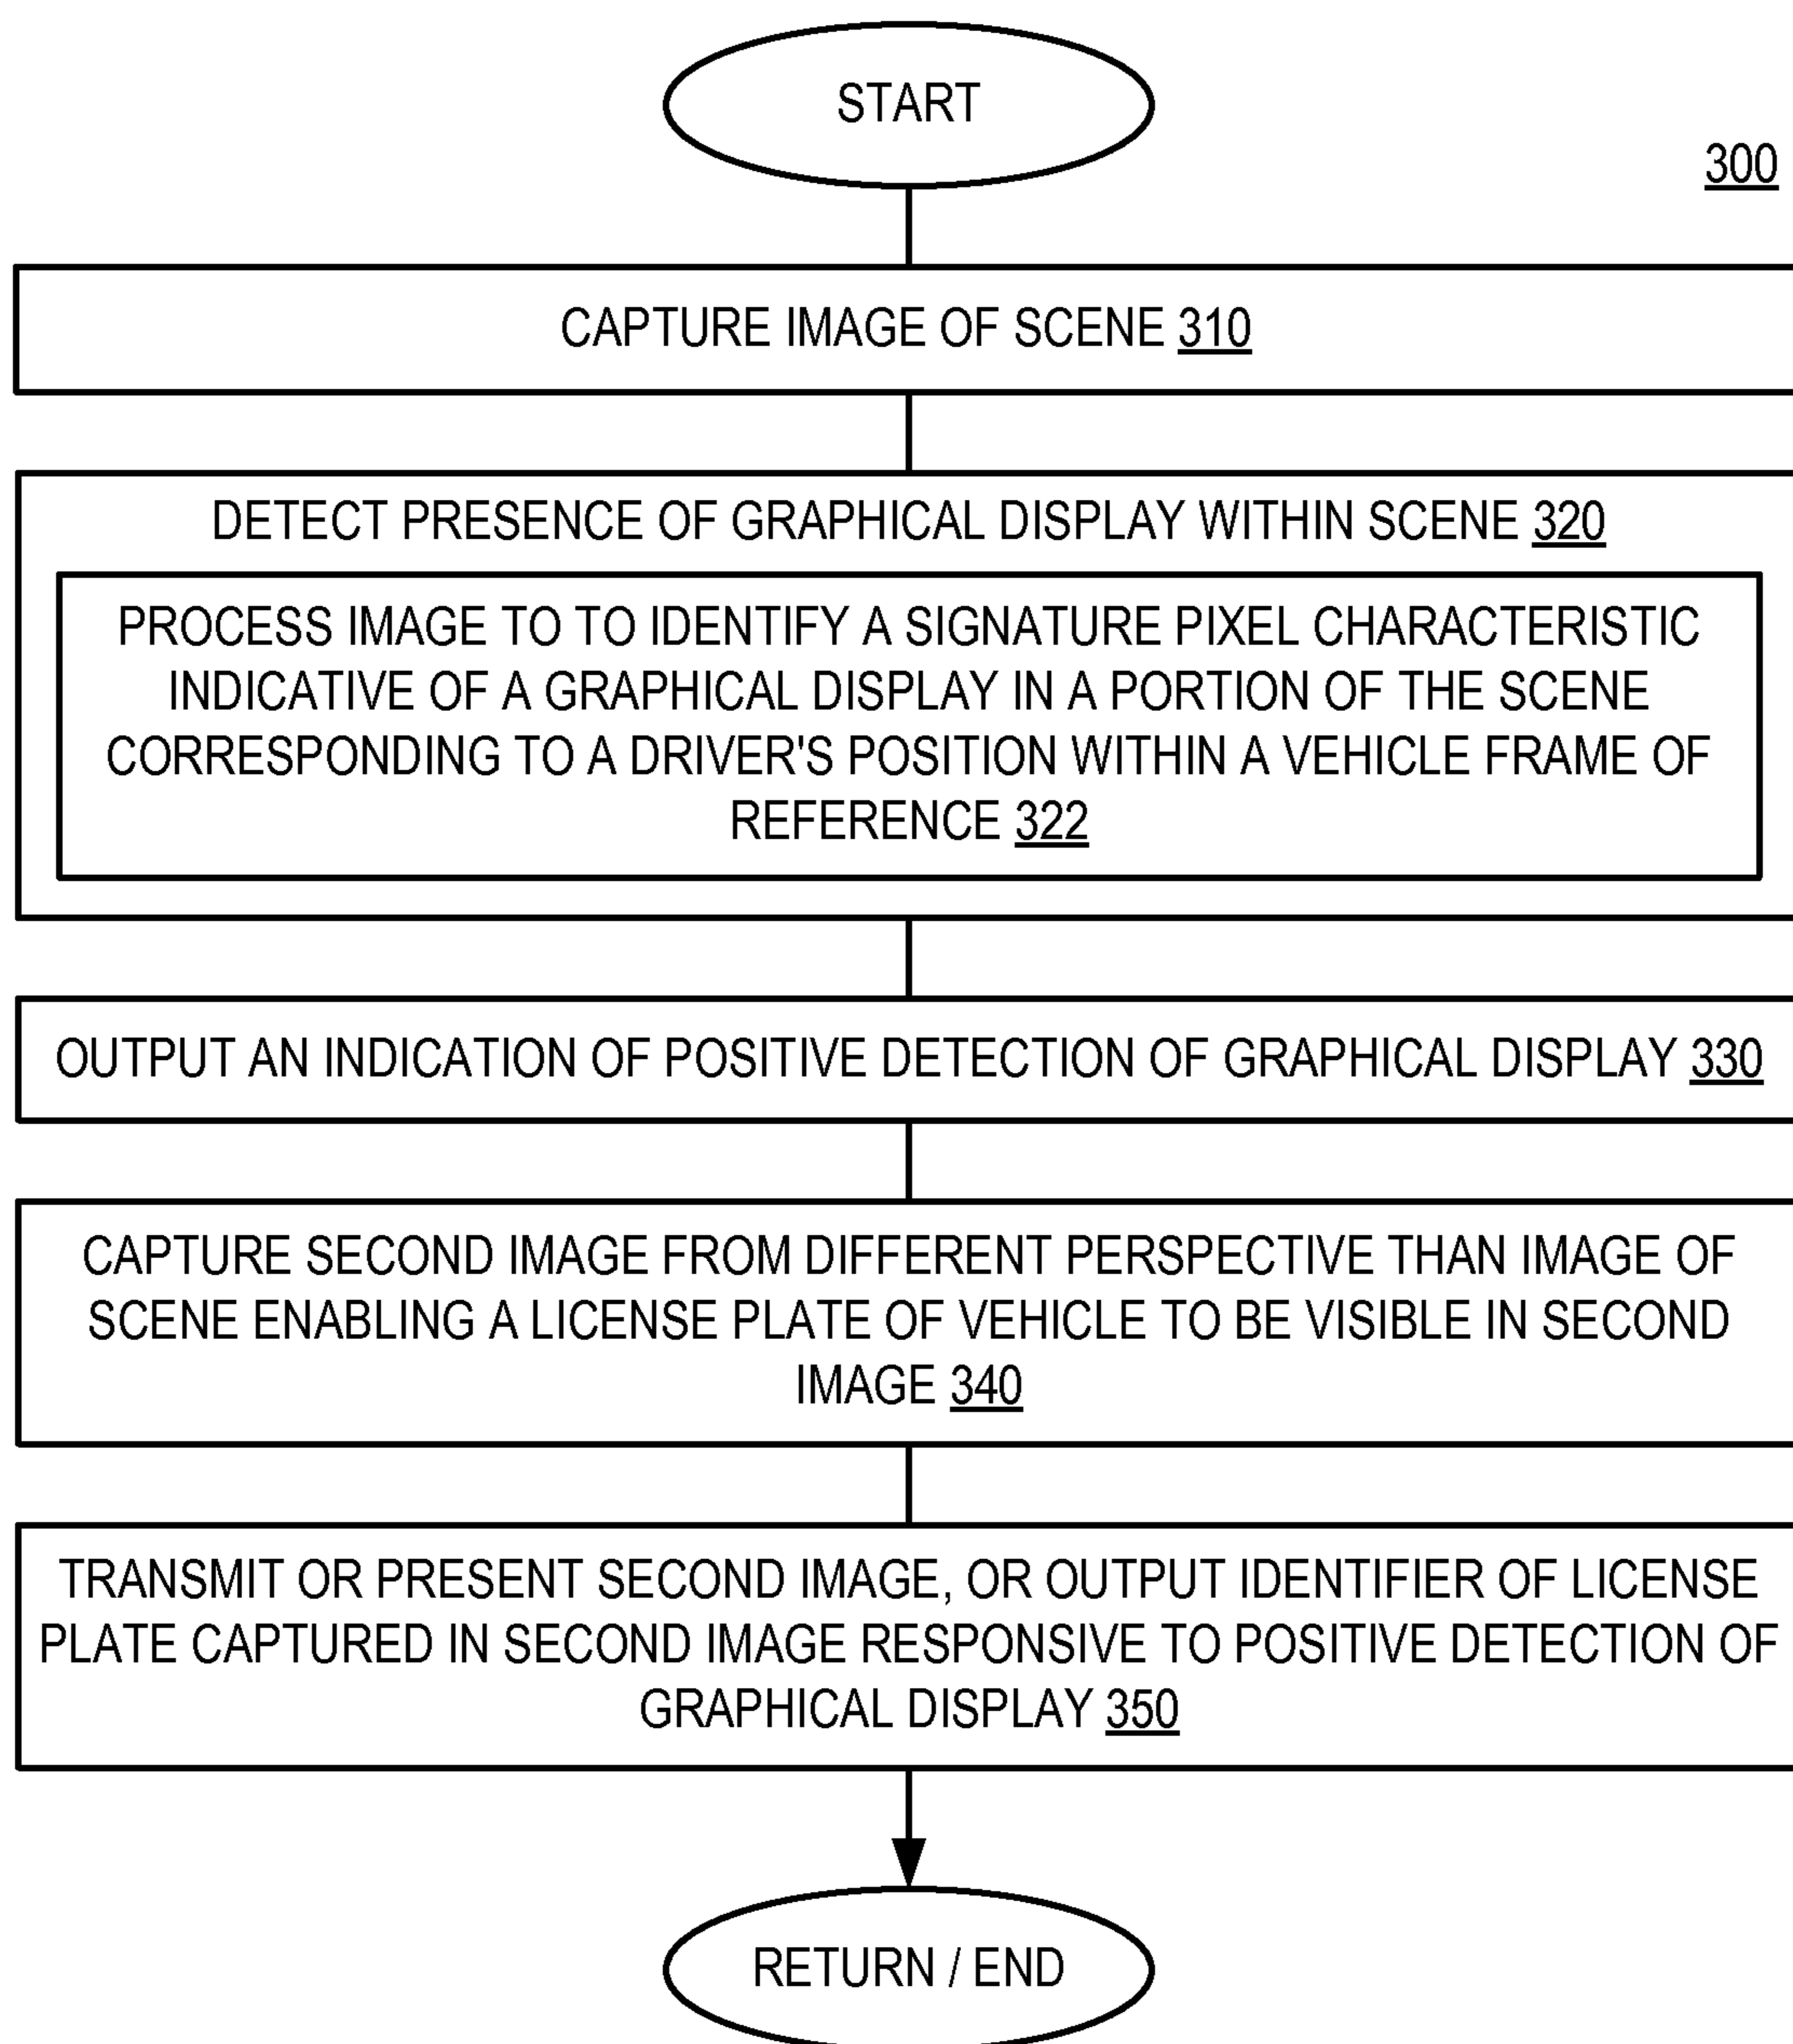 START
300
CAPTURE IMAGE OF SCENE 310
DETECT PRESENCE OF GRAPHICAL DISPLAY WITHIN SCENE 320
PROCESS IMAGE TO TO IDENTIFY A SIGNATURE PIXEL CHARACTERISTIC
INDICATIVE OF A GRAPHICAL DISPLAY IN A PORTION OF THE SCENE
CORRESPONDING TO A DRIVER'S POSITION WITHIN A VEHICLE FRAME OF
REFERENCE 322
OUTPUT AN INDICATION OF POSITIVE DETECTION OF GRAPHICAL DISPLAY 330
CAPTURE SECOND IMAGE FROM DIFFERENT PERSPECTIVE THAN IMAGE OF
SCENE ENABLING A LICENSE PLATE OF VEHICLE TO BE VISIBLE IN SECOND
IMAGE 340
TRANSMIT OR PRESENT SECOND IMAGE, OR OUTPUT IDENTIFIER OF LICENSE
PLATE CAPTURED IN SECOND IMAGE RESPONSIVE TO POSITIVE DETECTION OF
GRAPHICAL DISPLAY 350
RETURN / END